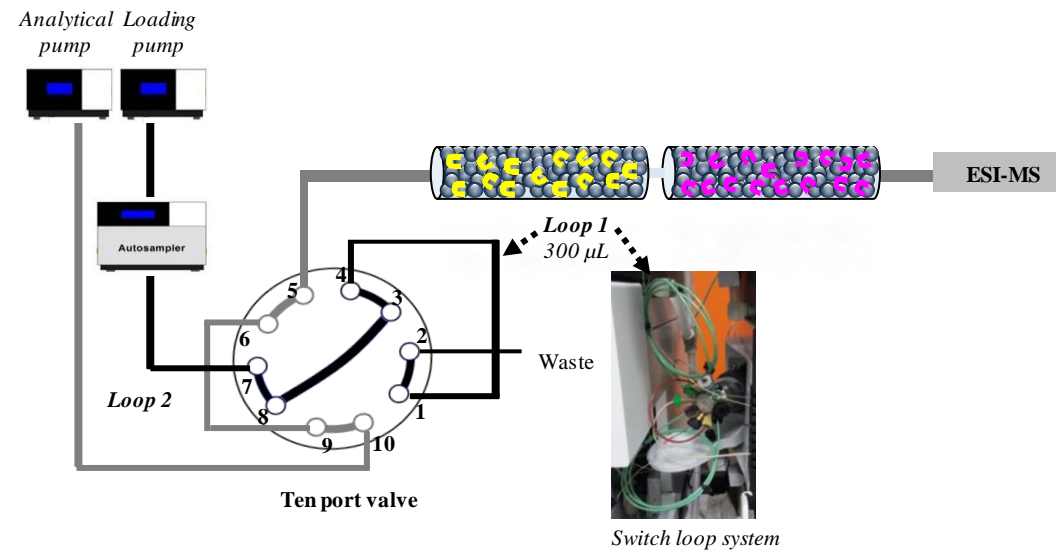 Analytical Loading
pump pump
Autosampler
ESI-MS
Loop 1
300 µL
4
5
3
6
2
Waste
7
Loop 2
8
1
9
10
Ten port valve
Switch loop system